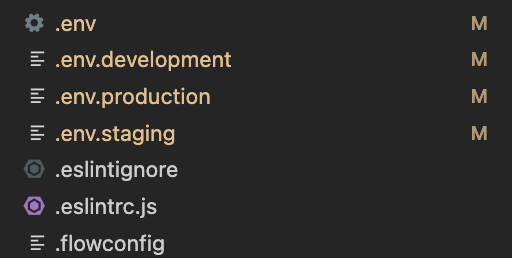 .env M
.env.development M
.env.production M
.env.staging M
.eslintignore
.eslintrc.js
.flowconfig